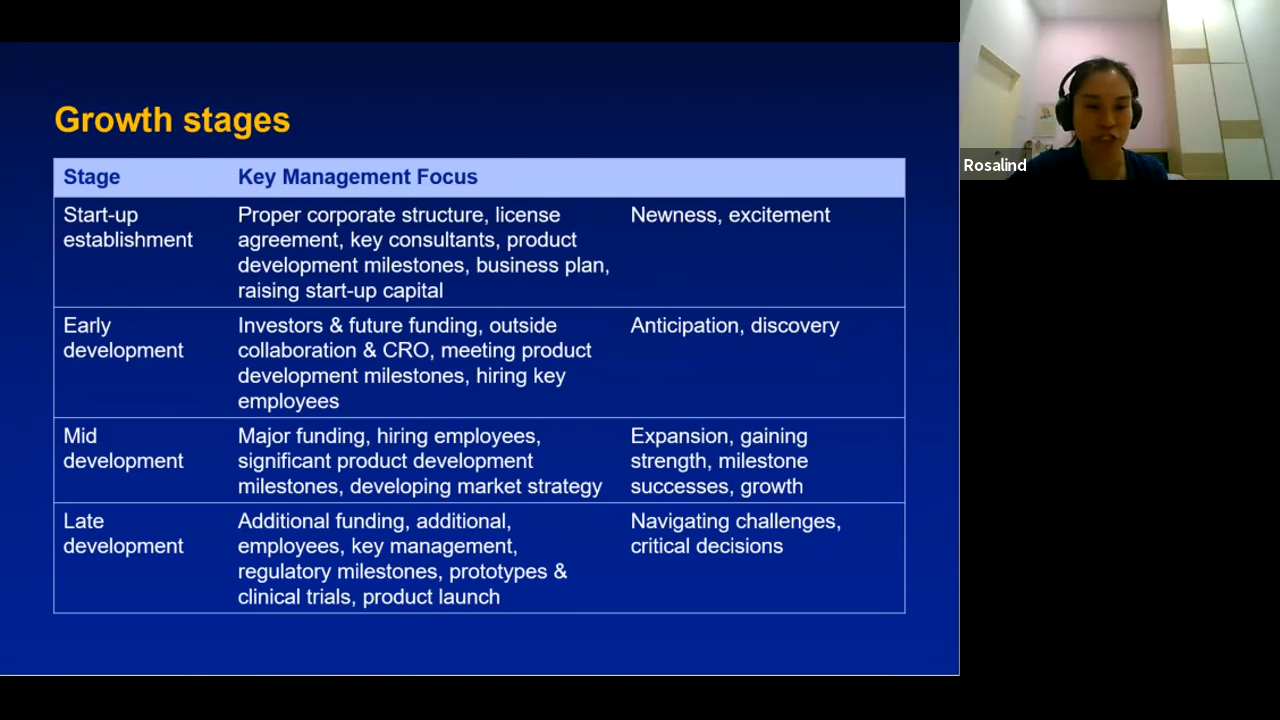 Growth stages
Stage
Key Management Focus
Start-up
establishment
Proper corporate structure, license
agreement, key consultants, product
development milestones, business plan,
raising start-up capital
Newness, excitement
Early
development
Investors & future funding, outside
collaboration & CRO, meeting product
development milestones, hiring key
employees
Anticipation, discovery
Mid
development
Major funding, hiring employees,
significant product development
milestones, developing market strategy
Expansion, gaining
strength, milestone
successes, growth
Late
development
Additional funding, additional,
employees, key management,
regulatory milestones, prototypes &
clinical trials, product launch
Navigating challenges,
critical decisions
Rosalind